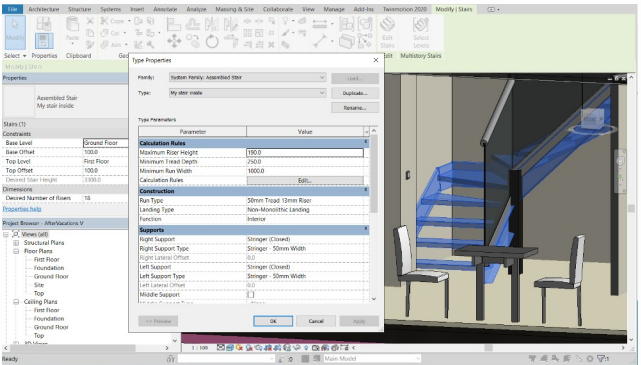 File Architecture Structure Systems Insert Annotate Analyze Massing & Site Collaborate View Manage Add-Ins Twinmotion 2020 Modify | Stairs
Modify
Paste
Cope
Cut
Join
Edit Stairs
Select Levels
Select Properties Clipboard Edit Multistory Stairs
Modify | Stairs
Properties
Assembled Stair
My stair inside
Stairs (1)
Constraints
Base Level Ground Floor
Base Offset 100.0
Top Level First Floor
Top Offset 100.0
Desired Stair Height 3300.0
Dimensions
Desired Number of Risers 18
Properties help
Project Browser - AfterVacations V
Views (all)
Structural Plans
Floor Plans
First Floor
Foundation
Ground Floor
Site
Top
Ceiling Plans
First Floor
Foundation
Ground Floor
Top
Type Properties
Family: System Family: Assembled Stair Load...
Type: My stair inside Duplicate...
Rename...
Type Parameters
Parameter Value
Calculation Rules
Maximum Riser Height 190.0
Minimum Tread Depth 250.0
Minimum Run Width 1000.0
Calculation Rules Edit...
Construction
Run Type 50mm Tread 13mm Riser
Landing Type Non-Monolithic Landing
Function Interior
Supports
Right Support Stringer (Closed)
Right Support Type Stringer - 50mm Width
Right Lateral Offset 0.0
Left Support Stringer (Closed)
Left Support Type Stringer - 50mm Width
Left Lateral Offset 0.0
Middle Support
<< Preview OK Cancel Apply
1 : 100
Ready :0 Main Model :1